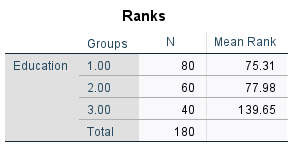 Ranks
Groups N Mean Rank
Education 1.00 80 75.31
2.00 60 77.98
3.00 40 139.65
Total 180